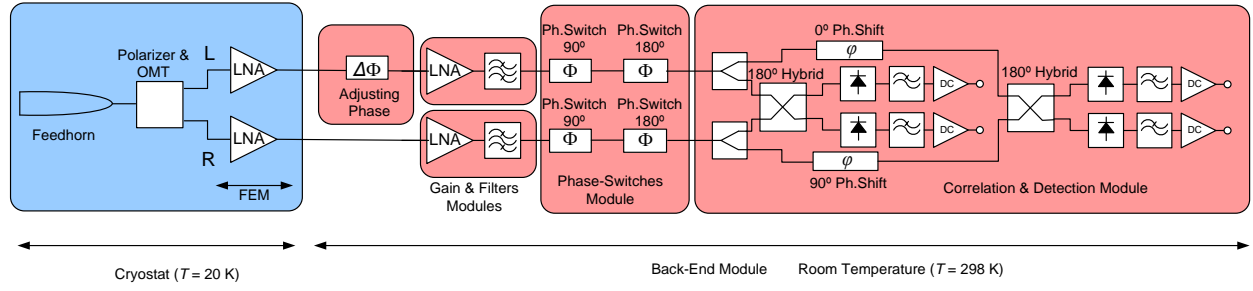 Polarizer &
OMT
L
R
LNA
LNA
Feedhorn
FEM
ΔΦ
Adjusting
Phase
LNA
LNA
Gain & Filters
Modules
Ph.Switch
90º
Ph.Switch
180º
Φ
Φ
Ph.Switch
90º
Ph.Switch
180º
Φ
Φ
Phase-Switches
Module
0º Ph.Shift
φ
180º Hybrid
DC
DC
φ
90º Ph.Shift
180º Hybrid
DC
DC
Correlation & Detection Module
Cryostat (T = 20 K)
Back-End Module Room Temperature (T = 298 K)